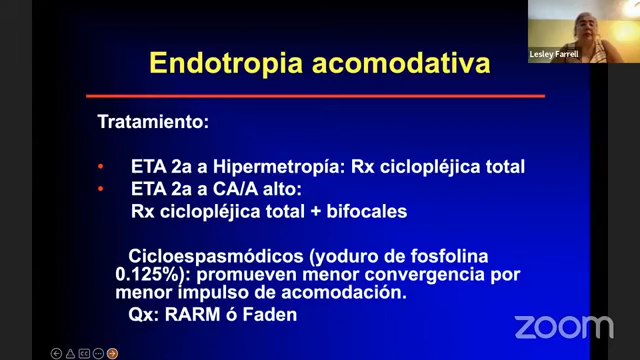 Endotropia acomodativa
Lesley Farrell
Tratamiento:
• ETA 2a a Hipermetropía: Rx ciclopléjica total
• ETA 2a a CA/A alto:
Rx ciclopléjica total + bifocales
Cicloespasmódicos (yoduro de fosfolina
0.125%): promueven menor convergencia por
menor impulso de acomodación.
Qx: RARM ó Faden
zoom